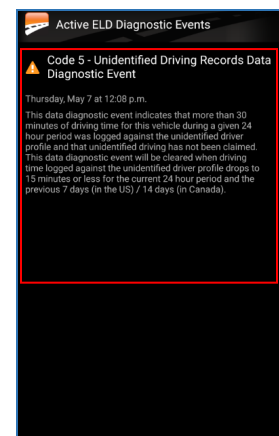 Active ELD Diagnostic Events
Code 5 - Unidentified Driving Records Data
Diagnostic Event
Thursday, May 7 at 12:08 p.m.
This data diagnostic event indicates that more than 30
minutes of driving time for this vehicle during a given 24
hour period was logged against the unidentified driver
profile and that unidentified driving has not been claimed.
This data diagnostic event will be cleared when driving
time logged against the unidentified driver profile drops to
15 minutes or less for the current 24 hour period and the
previous 7 days (in the US) / 14 days (in Canada).